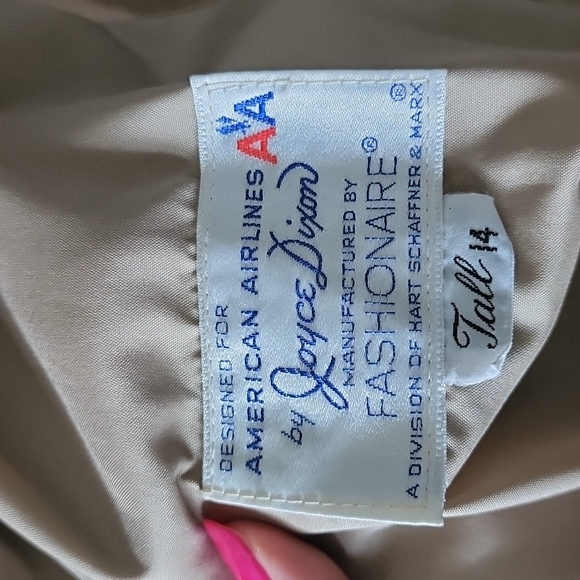 DESIGNED FOR
AMERICAN AIRLINES AA
by Joyce Dixon
MANUFACTURED BY
FASHIONAIRE®
A DIVISION OF HART SCHAFFNER & MARX®
Tall 14